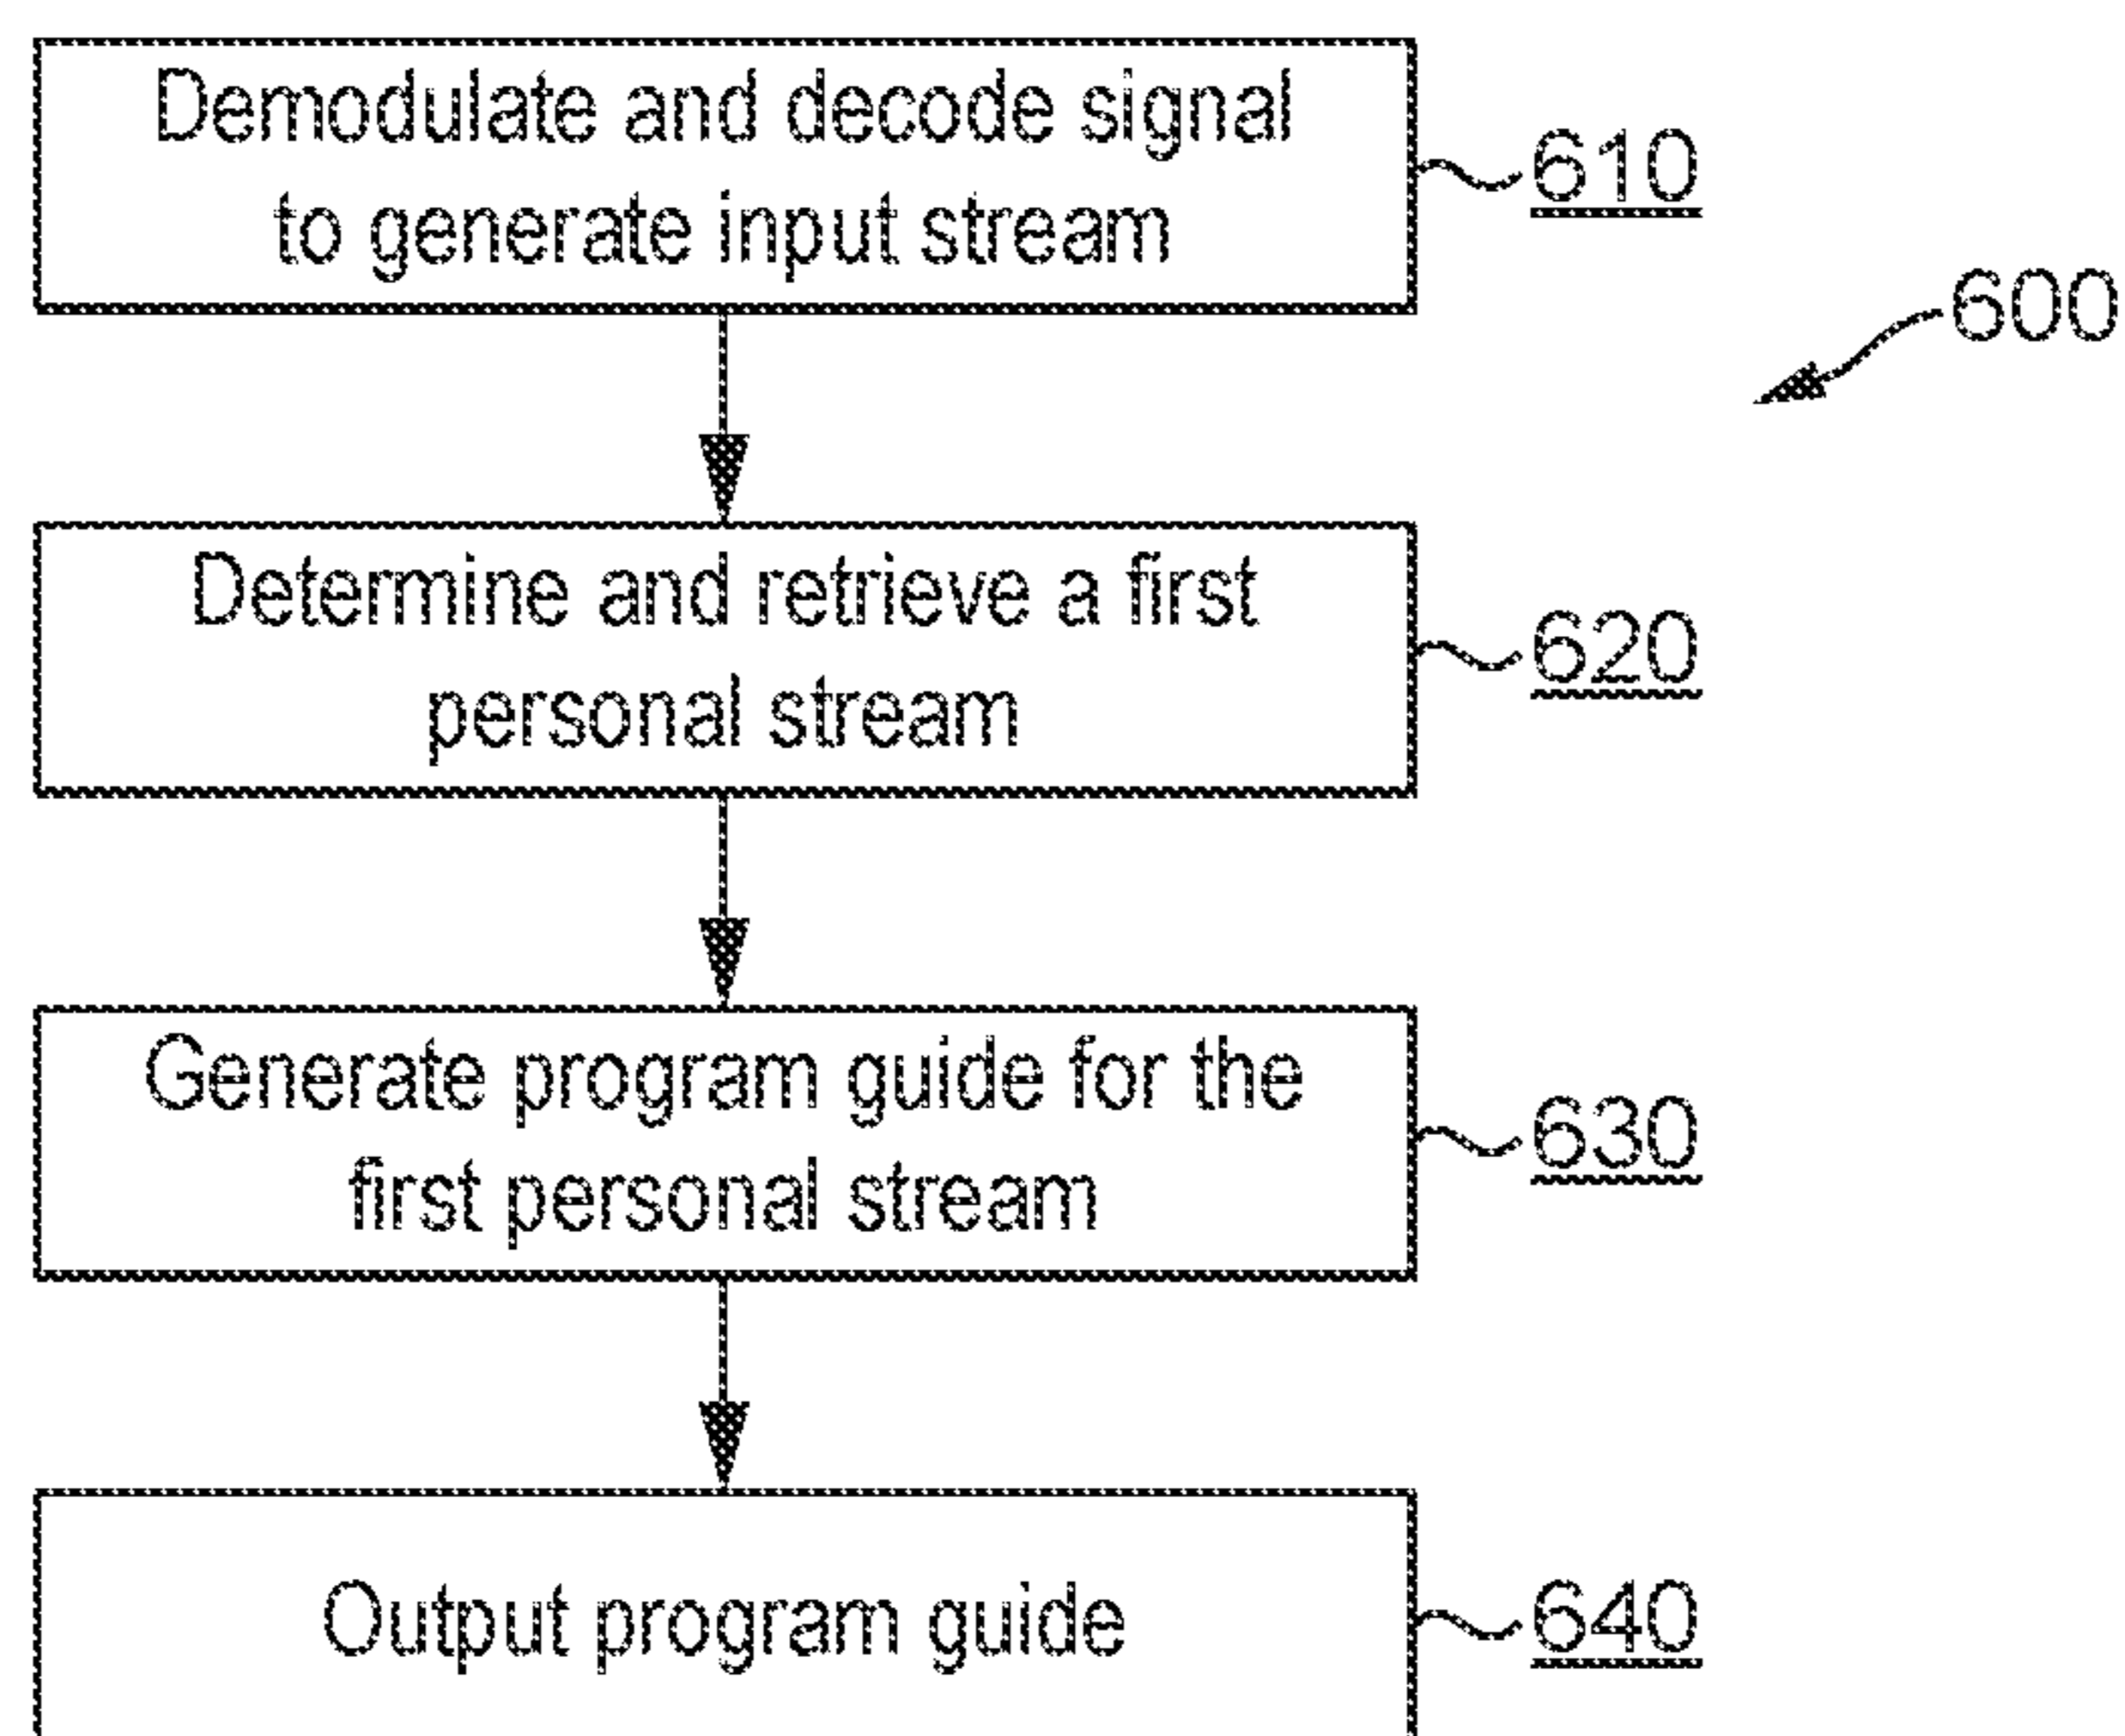 Demodulate and decode signal
to generate input stream
610
600
Determine and retrieve a first
personal stream
620
Generate program guide for the
first personal stream
630
Output program guide
640